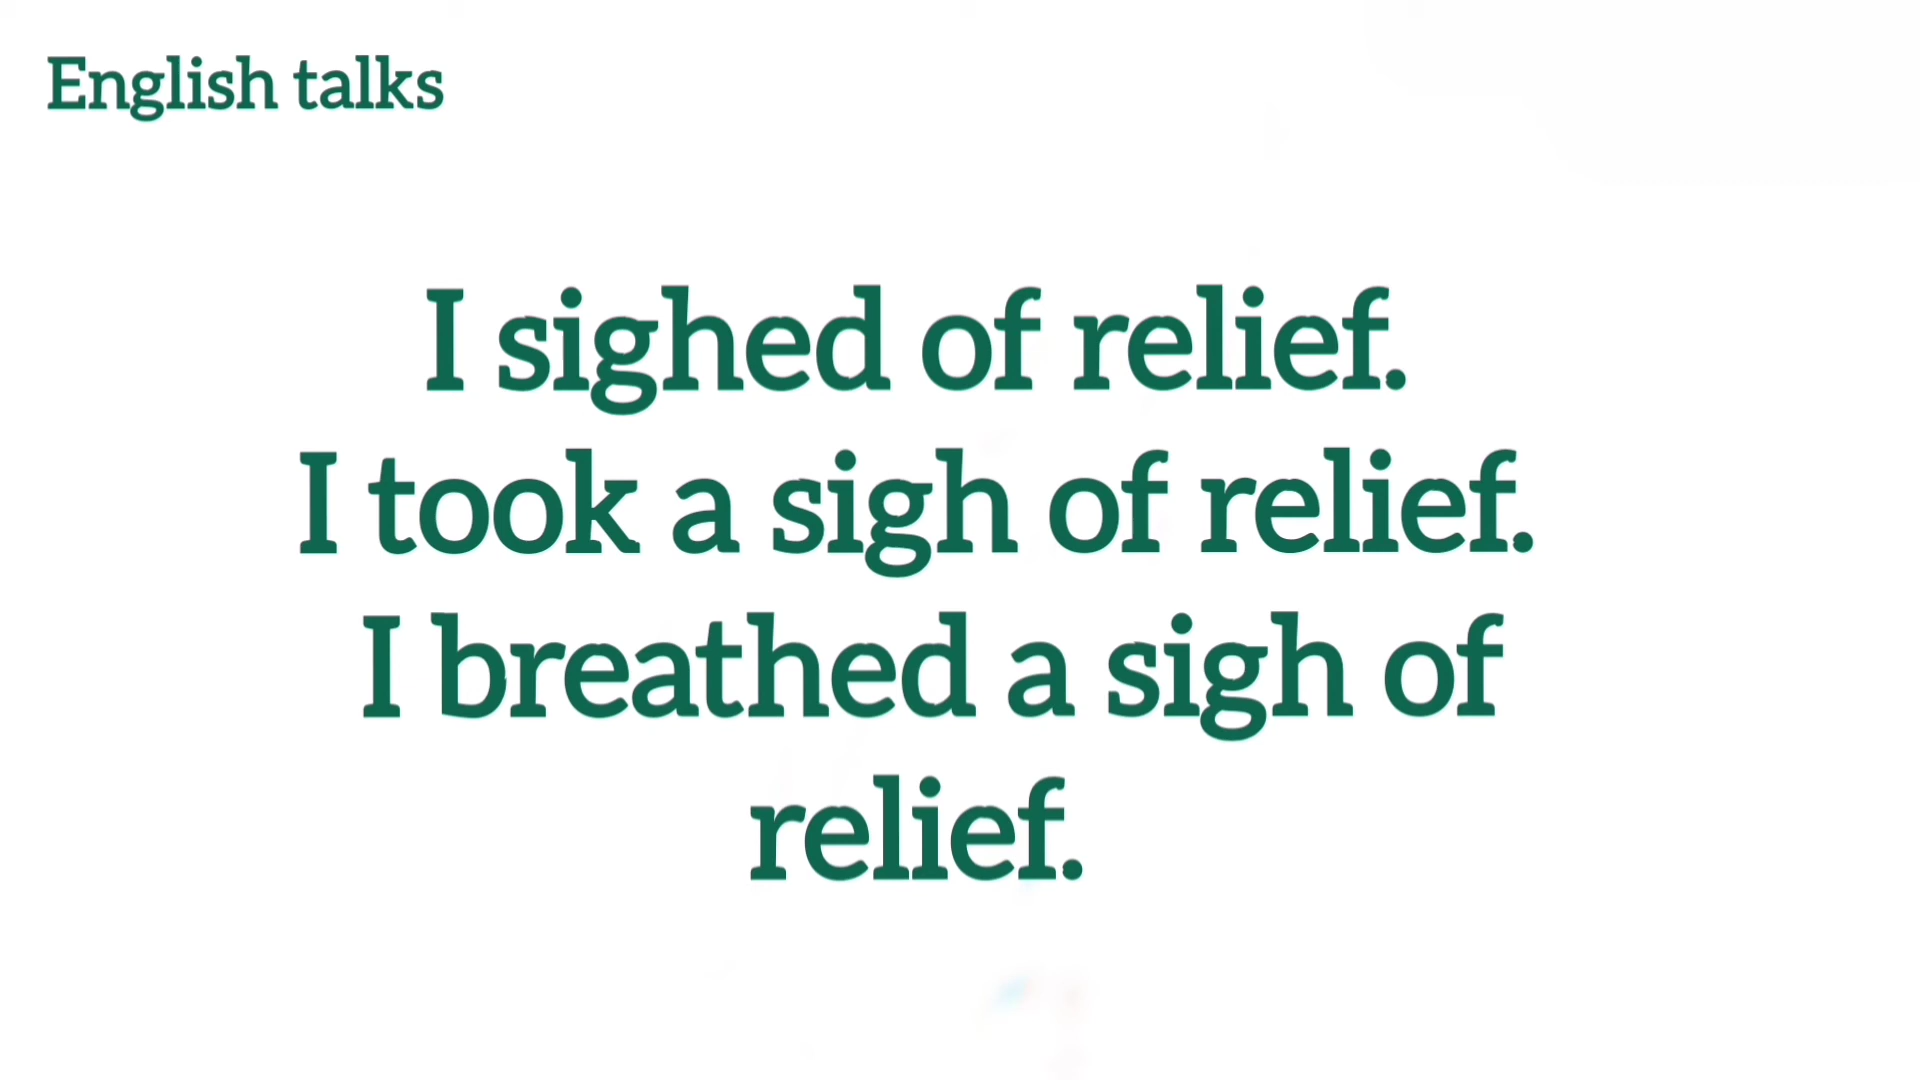 English talks
I sighed of relief.
I took a sigh of relief.
I breathed a sigh of
relief.